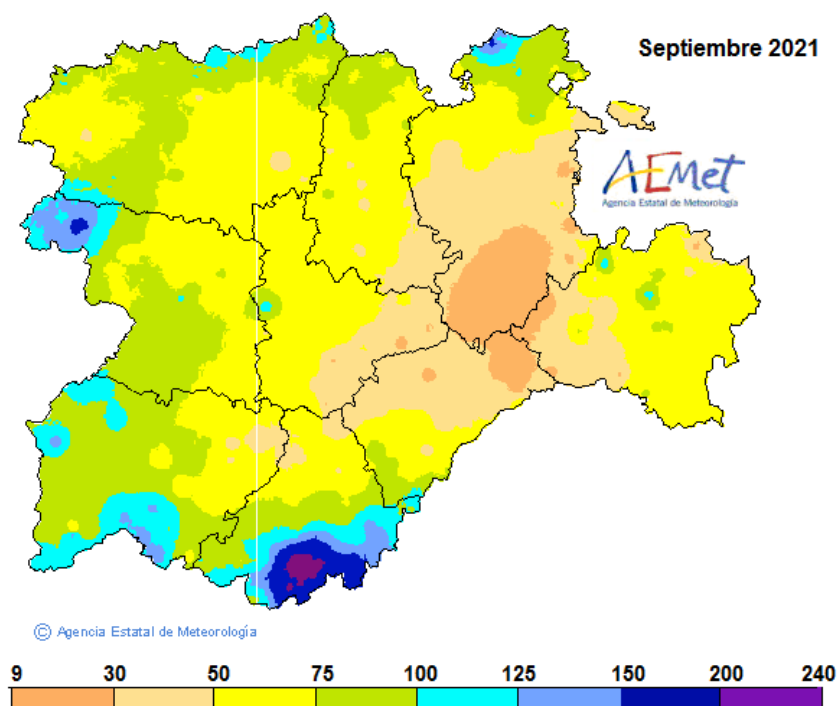 Septiembre 2021
AEMet
Agencia Estatal de Meteorología
© Agencia Estatal de Meteorología
9 30 50 75 100 125 150 200 240